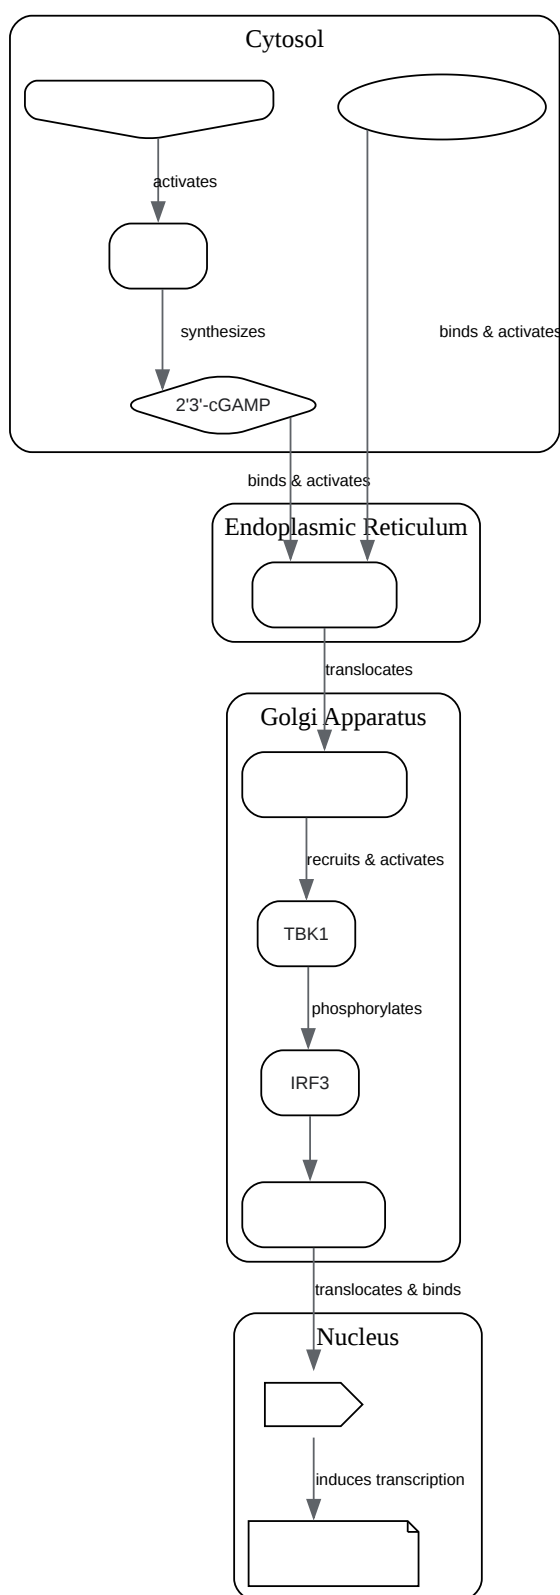 Cytosol
activates
synthesizes
binds & activates
2'3'-cGAMP
binds & activates
Endoplasmic Reticulum
translocates
Golgi Apparatus
recruits & activates
TBK1
phosphorylates
IRF3
translocates & binds
Nucleus
induces transcription